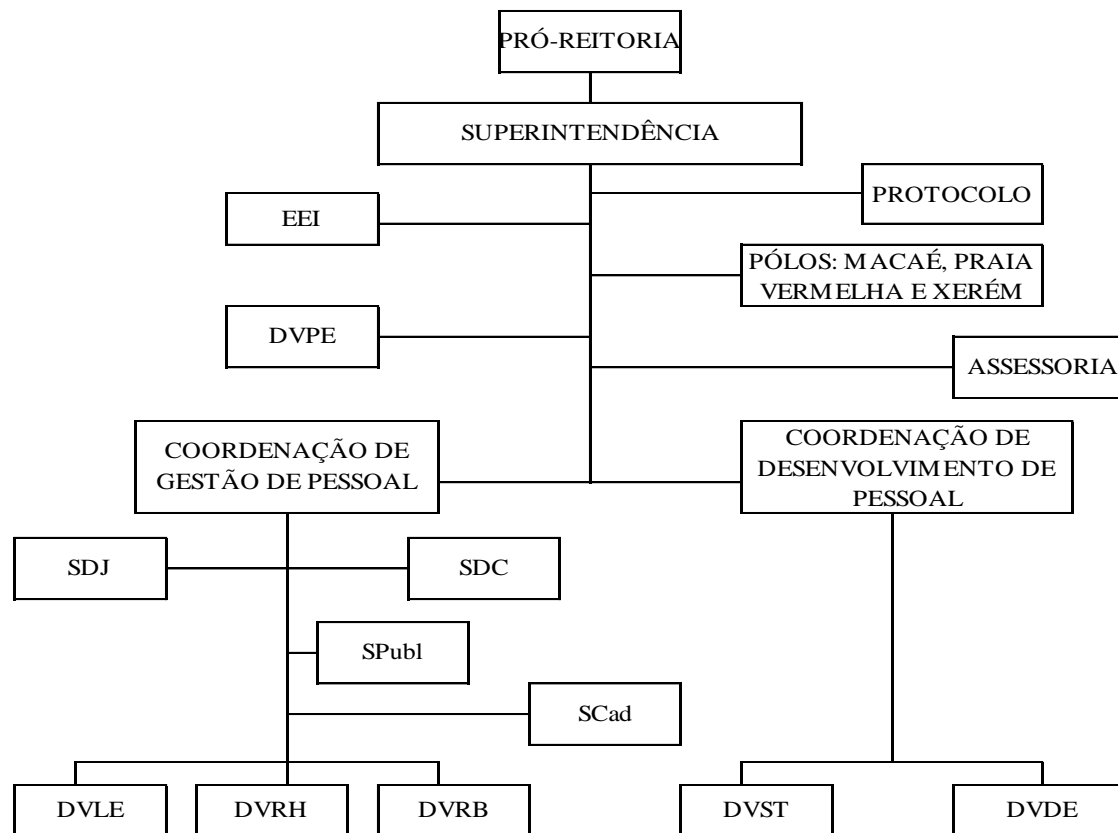 PRÓ-REITORIA
SUPERINTENDÊNCIA
PROTOCOLO
EEI
PÓLOS: MACAÉ, PRAIA
VERMELHA E XERÉM
DVPE
ASSESSORIA
COORDENAÇÃO DE
GESTÃO DE PESSOAL
COORDENAÇÃO DE
DESENVOLVIMENTO DE
PESSOAL
SDJ
SDC
SPubl
SCad
DVLE
DVRH
DVRB
DVST
DVDE